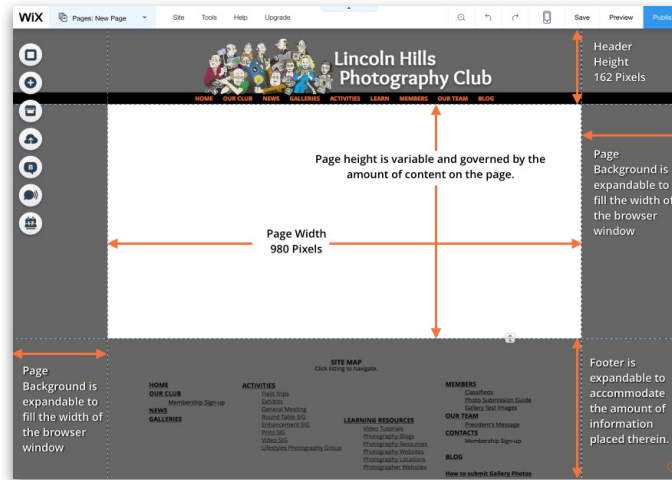 WiX Pages: New Page Site Tools Help Upgrade Save Preview Publis
Lincoln Hills
Photography Club
HOME OUR CLUB NEWS GALLERIES ACTIVITIES LEARN MEMBERS OUR TEAM BLOG
Header
Height
162 Pixels
Page height is variable and governed by the
amount of content on the page.
Page
Background is
expandable to
fill the width of
the browser
window
Page Width
980 Pixels
Page
Background is
expandable to
fill the width of
the browser
window
SITE MAP
Click listing to navigate.
HOME
OUR CLUB
Membership Sign-up
NEWS
GALLERIES
ACTIVITIES
Field Trips
Exhibits
General Meeting
Round Table SIG
Enhancement SIG
Print SIG
Video SIG
Lifestyles Photography Group
LEARNING RESOURCES
Video Tutorials
Photography Blogs
Photography Resources
Photography Websites
Photography Locations
Photographer Websites
MEMBERS
Classifieds
Photo Submission Guide
Gallery Test Images
OUR TEAM
President's Message
CONTACTS
Membership Sign-up
BLOG
How to submit Gallery Photos
Footer is
expandable to
accommodate
the amount of
information
placed therein.